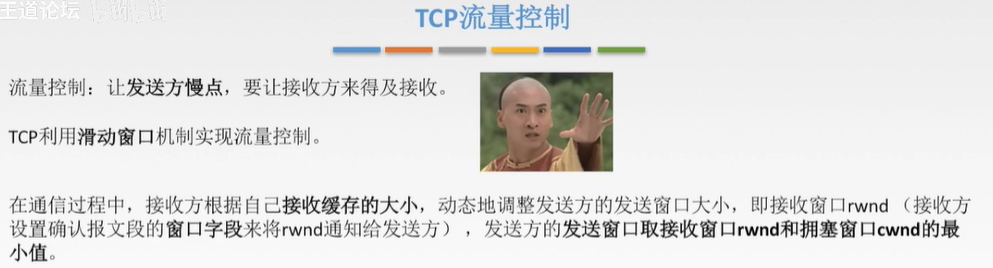 王道论坛
TCP流量控制
流量控制：让发送方慢点，要让接收方来得及接收。
TCP利用滑动窗口机制实现流量控制。
在通信过程中，接收方根据自己接收缓存的大小，动态地调整发送方的发送窗口大小，即接收窗口rwnd（接收方
设置确认报文段的窗口字段来将rwnd通知给发送方），发送方的发送窗口取接收窗口rwnd和拥塞窗口cwnd的最
小值。